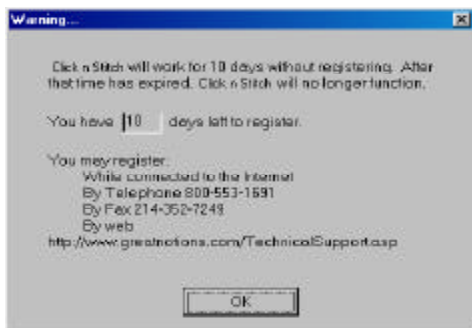 Warning...
Click n Stitch will work for 10 days without registering. After
that time has expired. Click n Stitch will no longer function.
You have 10 days left to register.
You may register:
While connected to the Internet
By Telephone 800-553-1691
By Fax 214-352-7249
By web
http://www.greatnotions.com/TechnicalSupport.asp
OK